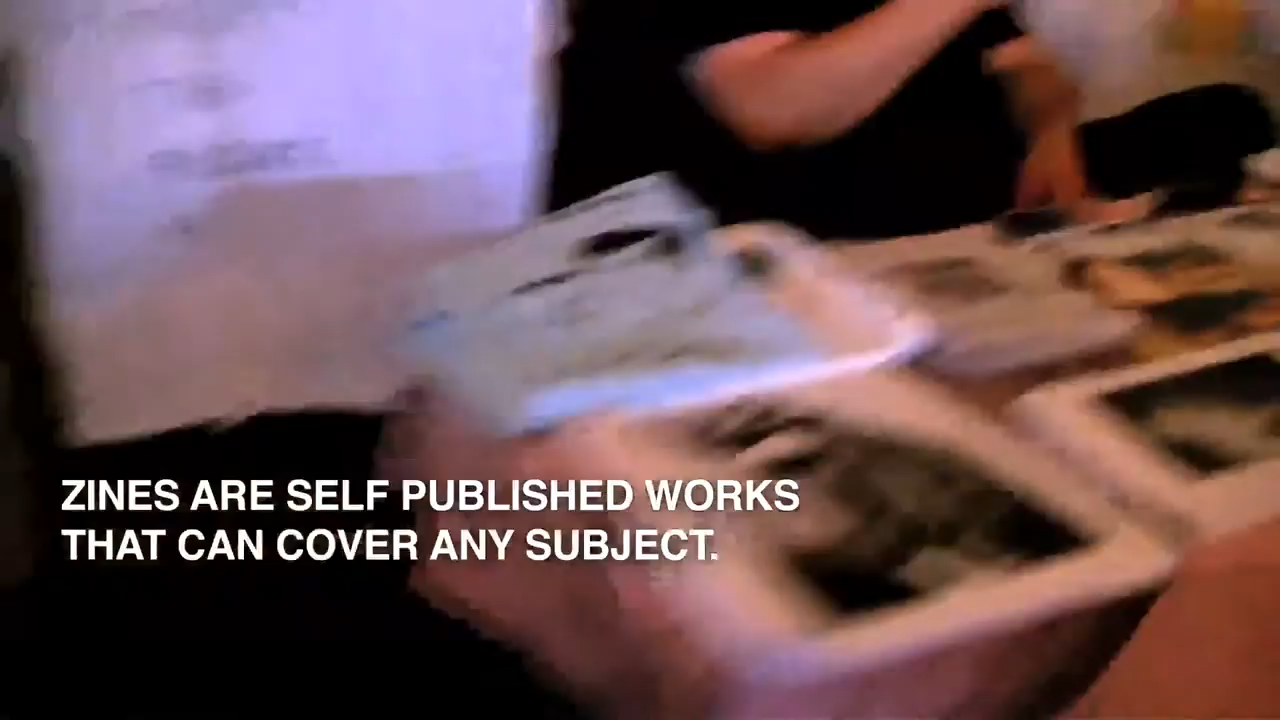 ZINES ARE SELF PUBLISHED WORKS
THAT CAN COVER ANY SUBJECT.